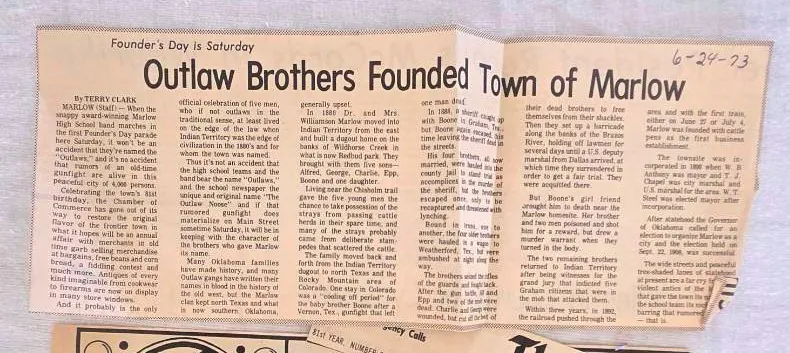 Founder's Day is Saturday
6-24-73
Outlaw Brothers Founded Town of Marlow
By TERRY CLARK
MARLOW (Staff) — When the
snappy award-winning Marlow
High School band marches in
the first Founder's Day parade
here Saturday, it won't be an
accident that they're named the
"Outlaws," and it's no accident
if rumors of an old-time
gunfight are alive in this
peaceful city of 4,000 persons.
Celebrating the town's 81st
birthday, the Chamber of
Commerce has gone out of its
way to restore the original
flavor of the frontier town in
what it hopes will be an annual
affair with merchants in old
time garb selling merchandise
at bargains, free beans and corn
bread, a fiddling contest and
much more. Antiques of every
kind imaginable from cookwear
to firearms are now on display
in many store windows.
And it probably is the only
official celebration of five men,
who if not outlaws in the
traditional sense, at least lived
on the edge of the law when
Indian Territory was the edge of
civilization in the 1880's and for
whom the town was named.
Thus it's not an accident that
the high school teams and the
band bear the name "Outlaws,"
and the school newspaper the
unique and original name "The
Outlaw Noose" and if that
rumored gunfight does
materialize on Main Street
sometime Saturday, it will be in
keeping with the character of
the brothers who gave Marlow
its name.
Many Oklahoma families
have made history, and many
Outlaw gangs have written their
names in blood in the history of
the old west, but the Marlow
clan kept north Texas and what
is now southern Oklahoma,
generally upset.
In 1880 Dr. and Mrs.
Williamson Marlow moved into
Indian Territory from the east
and built a dugout home on the
banks of Wildhorse Creek in
what is now Redbud park. They
brought with them five sons—
Alfred, George, Charlie, Epp,
Boone and one daughter.
Living near the Chisholm trail
gave the five young men the
chance to take possession of the
strays from passing cattle
herds in their spare time, and
many of the strays probably
came from deliberate stam-
pedes that scattered the cattle.
The family moved back and
forth from the Indian Territory
dugout to north Texas and the
Rocky Mountain area of
Colorado. One stay in Colorado
was a "cooling off period" for
the baby brother Boone after a
Vernon, Tex., gunfight that left
one man dead.
In 1888, a sheriff caught up
with Boone in Graham, Tex.,
but Boone again escaped, this
time leaving the sheriff dead in
the streets.
His four brothers, all now
married, were hauled into the
county jail to stand trial as
accomplices in the murder of
the sheriff, but the brothers
escaped once, only to be
recaptured and threatened with
lynching.
Bound in irons, one to
another, the four older brothers
were hauled in a wagon to
Weatherford, Tex., but were
ambushed at night along the
way.
The brothers seized the rifles
of the guards and fought back.
After the gun battle, Alf and
Epp and two of the mob were
dead. Charlie and George were
wounded, but cut off the feet of
their dead brothers to free
themselves from their shackles.
Then they set up a barricade
along the banks of the Brazos
River, holding off lawmen for
several days until a U.S. deputy
marshal from Dallas arrived, at
which time they surrendered in
order to get a fair trial. They
were acquitted there.
But Boone's girl friend
brought him to death near the
Marlow homesite. Her brother
and two men poisoned and shot
him for a reward, but drew a
murder warrant when they
turned in the body.
The two remaining brothers
returned to Indian Territory
after being witnesses for the
grand jury that indicted five
Graham citizens that were in
the mob that attacked them.
Within three years, in 1892,
the railroad pushed through the
area and with the first train,
either on June 27 or July 4,
Marlow was founded with cattle
pens as the first business
establishment.
The townsite was in-
corporated in 1898 when W. B.
Anthony was mayor and T. J.
Chapel was city marshal and
U.S. marshal for the area. W. T.
Steel was elected mayor after
incorporation.
After statehood the Governor
of Oklahoma called for an
election to organize Marlow as a
city and the election held on
Sept. 22, 1908, was successful.
The wide streets and peaceful
tree-shaded lanes of statehood
at present are a far cry from
violent antics of the
that gave the town its
the school team its
barring that rumored
— that is.
81st YEAR, NUMBER
ency Calls